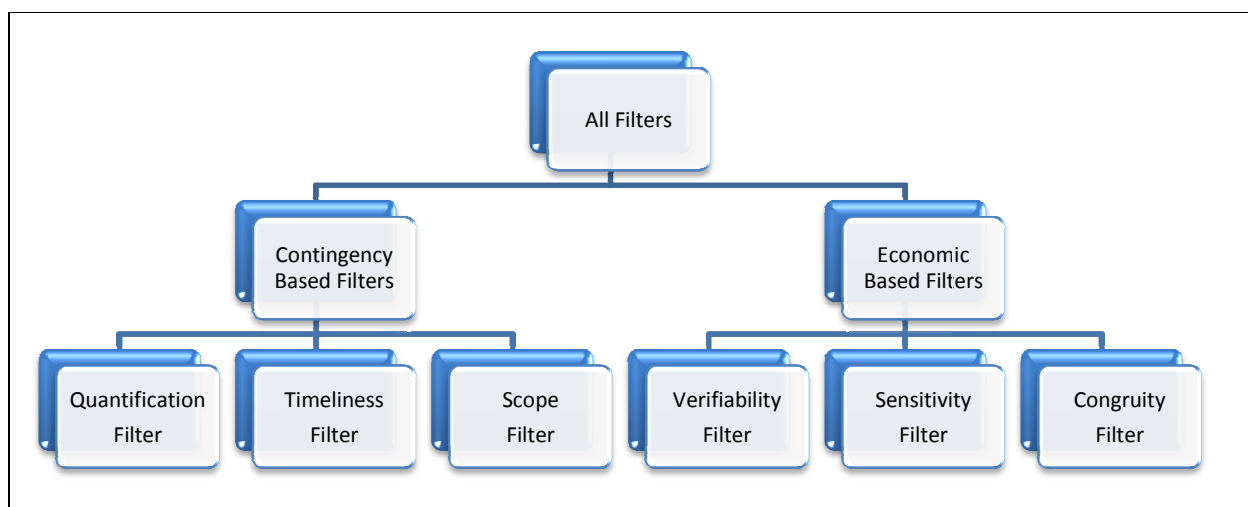 All Filters
Contingency
Based Filters
Economic
Based Filters
Quantification
Filter
Timeliness
Filter
Scope
Filter
Verifiability
Filter
Sensitivity
Filter
Congruity
Filter